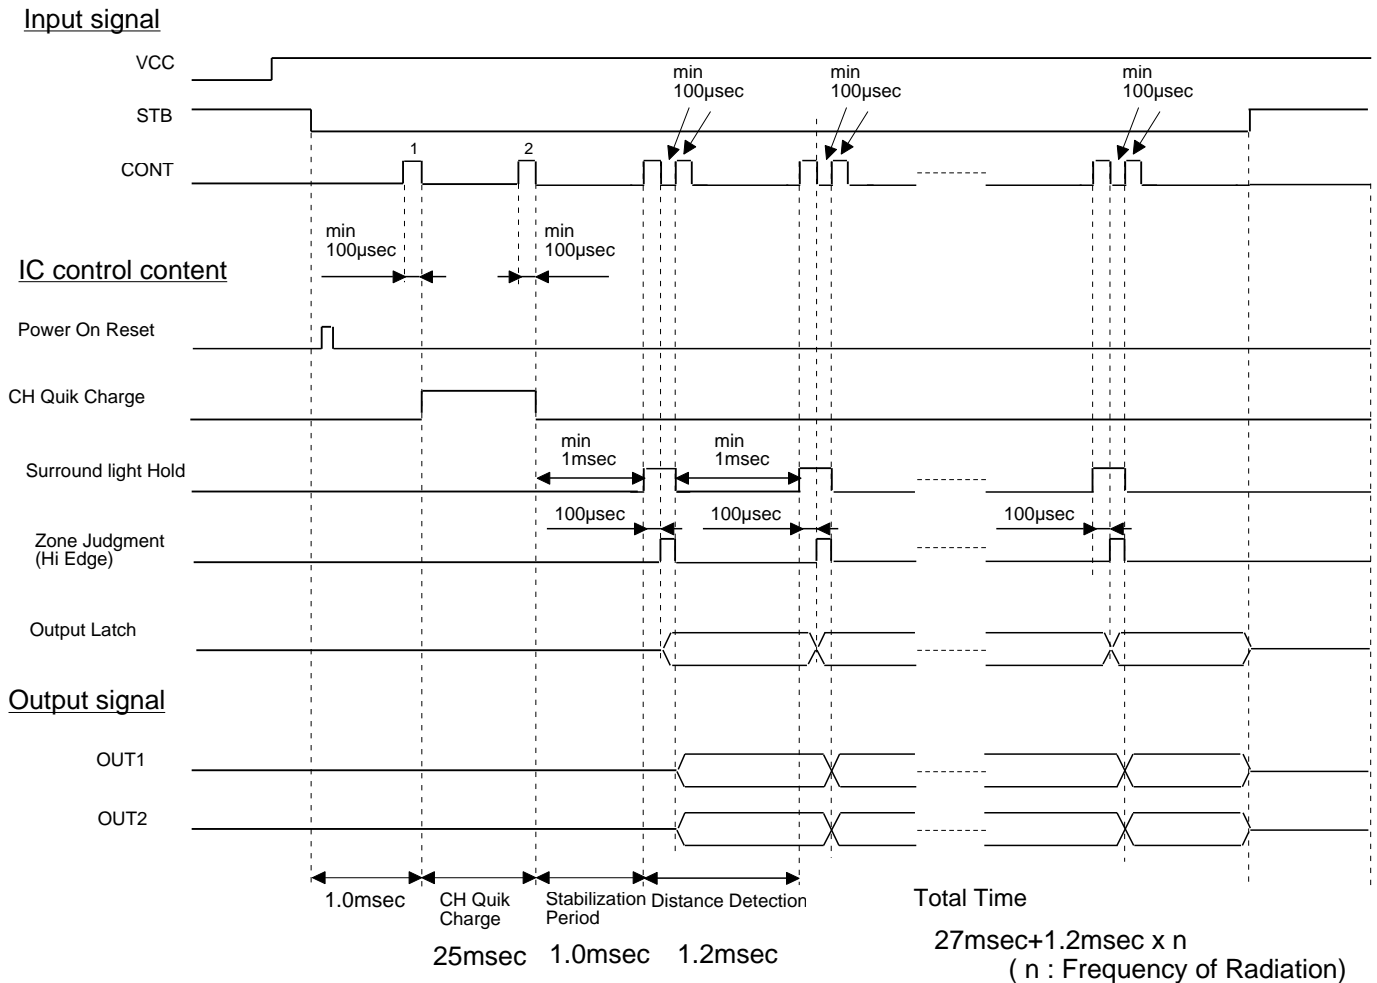 Input signal
VCC
min
100µsec
min
100µsec
min
100µsec
STB
1
2
CONT
min
100µsec
min
100µsec
IC control content
Power On Reset
CH Quik Charge
min
1msec
min
1msec
Surround light Hold
100µsec
100µsec
100µsec
Zone Judgment
(Hi Edge)
Output Latch
Output signal
OUT1
OUT2
1.0msec
CH Quik
Charge
25msec
Stabilization
Period
1.0msec
Distance Detection
1.2msec
Total Time
27msec+1.2msec x n
( n : Frequency of Radiation)